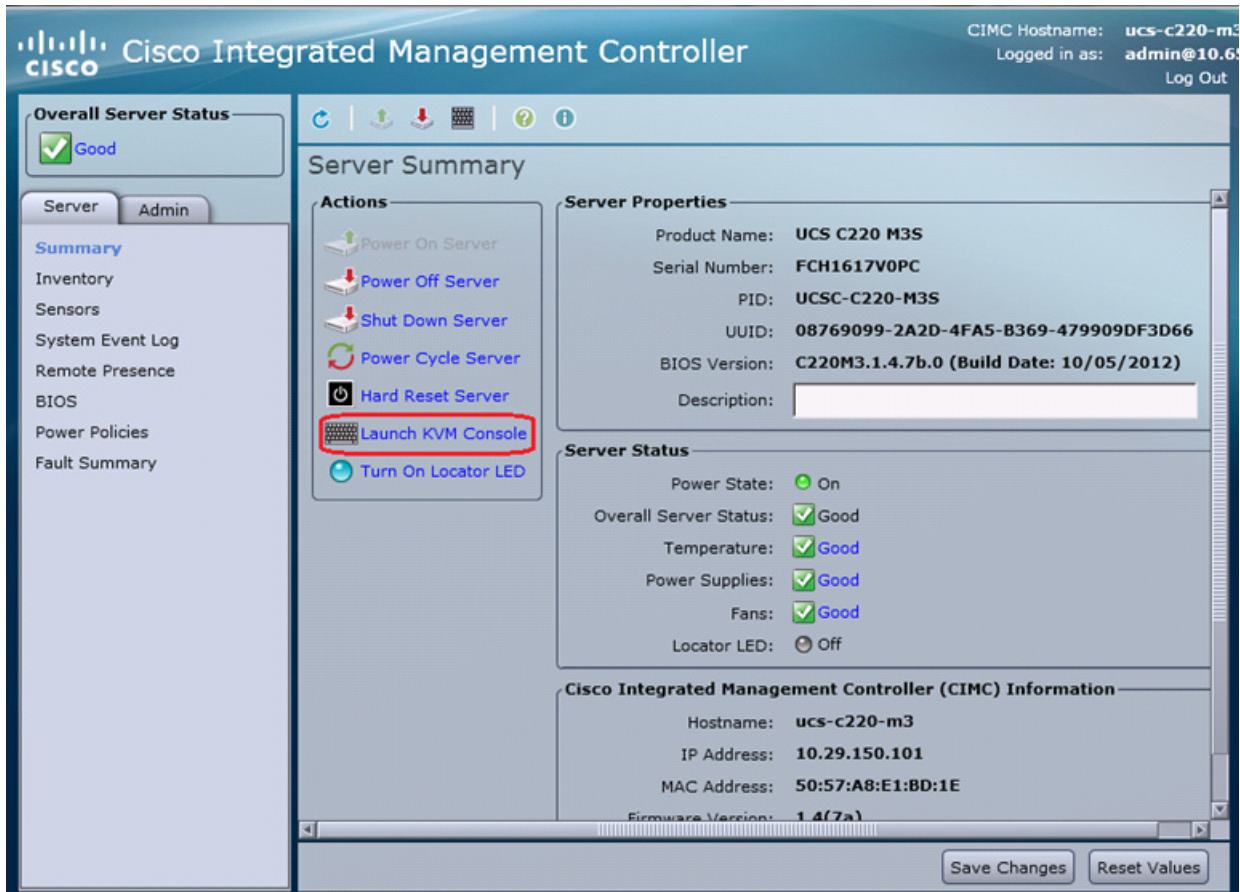 CISCO Cisco Integrated Management Controller
CIMC Hostname: ucs-c220-m3
Logged in as: admin@10.65
Log Out
Overall Server Status
Good
Server Admin
Summary
Inventory
Sensors
System Event Log
Remote Presence
BIOS
Power Policies
Fault Summary
Server Summary
Actions
Power On Server
Power Off Server
Shut Down Server
Power Cycle Server
Hard Reset Server
Launch KVM Console
Turn On Locator LED
Server Properties
Product Name: UCS C220 M3S
Serial Number: FCH1617V0PC
PID: UCSC-C220-M3S
UUID: 08769099-2A2D-4FA5-B369-479909DF3D66
BIOS Version: C220M3.1.4.7b.0 (Build Date: 10/05/2012)
Description:
Server Status
Power State: On
Overall Server Status: Good
Temperature: Good
Power Supplies: Good
Fans: Good
Locator LED: Off
Cisco Integrated Management Controller (CIMC) Information
Hostname: ucs-c220-m3
IP Address: 10.29.150.101
MAC Address: 50:57:A8:E1:BD:1E
Firmware Version: 1.4(7a)
Save Changes Reset Values